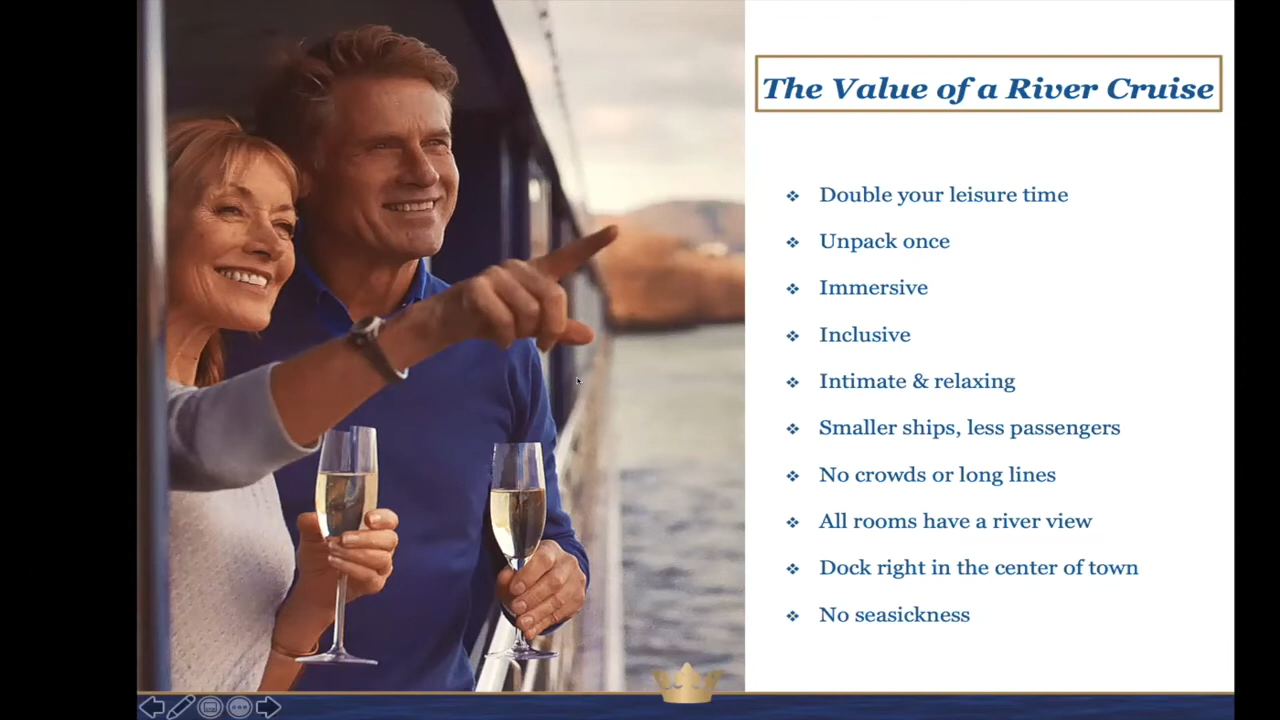 The Value of a River Cruise
Double your leisure time
Unpack once
Immersive
Inclusive
Intimate & relaxing
Smaller ships, less passengers
No crowds or long lines
All rooms have a river view
Dock right in the center of town
No seasickness